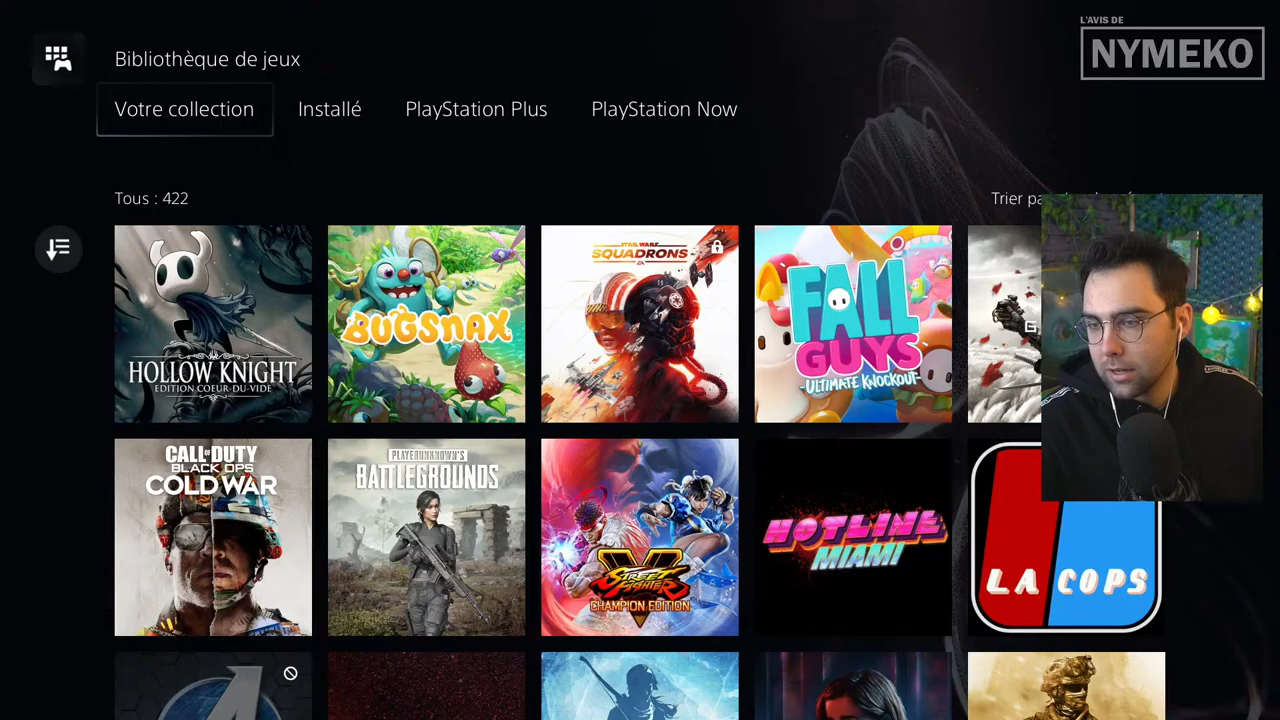 L'AVIS DE
NYMEKO
Bibliothèque de jeux
Votre collection
Installé
PlayStation Plus
PlayStation Now
Tous : 422
Trier
HOLLOW KNIGHT
EDITION COEUR-DU-VIDE
BUGSNAX
STAR WARS
SQUADRONS
EA
FALL
GUYS
-ULTIMATE KNOCKOUT-
G
CALL OF DUTY
BLACK OPS
COLD WAR
PLAYERUNKNOWN'S
BATTLEGROUNDS
V
STREET
FIGHTER
CHAMPION EDITION
HOTLINE
MIAMI
LA COPS